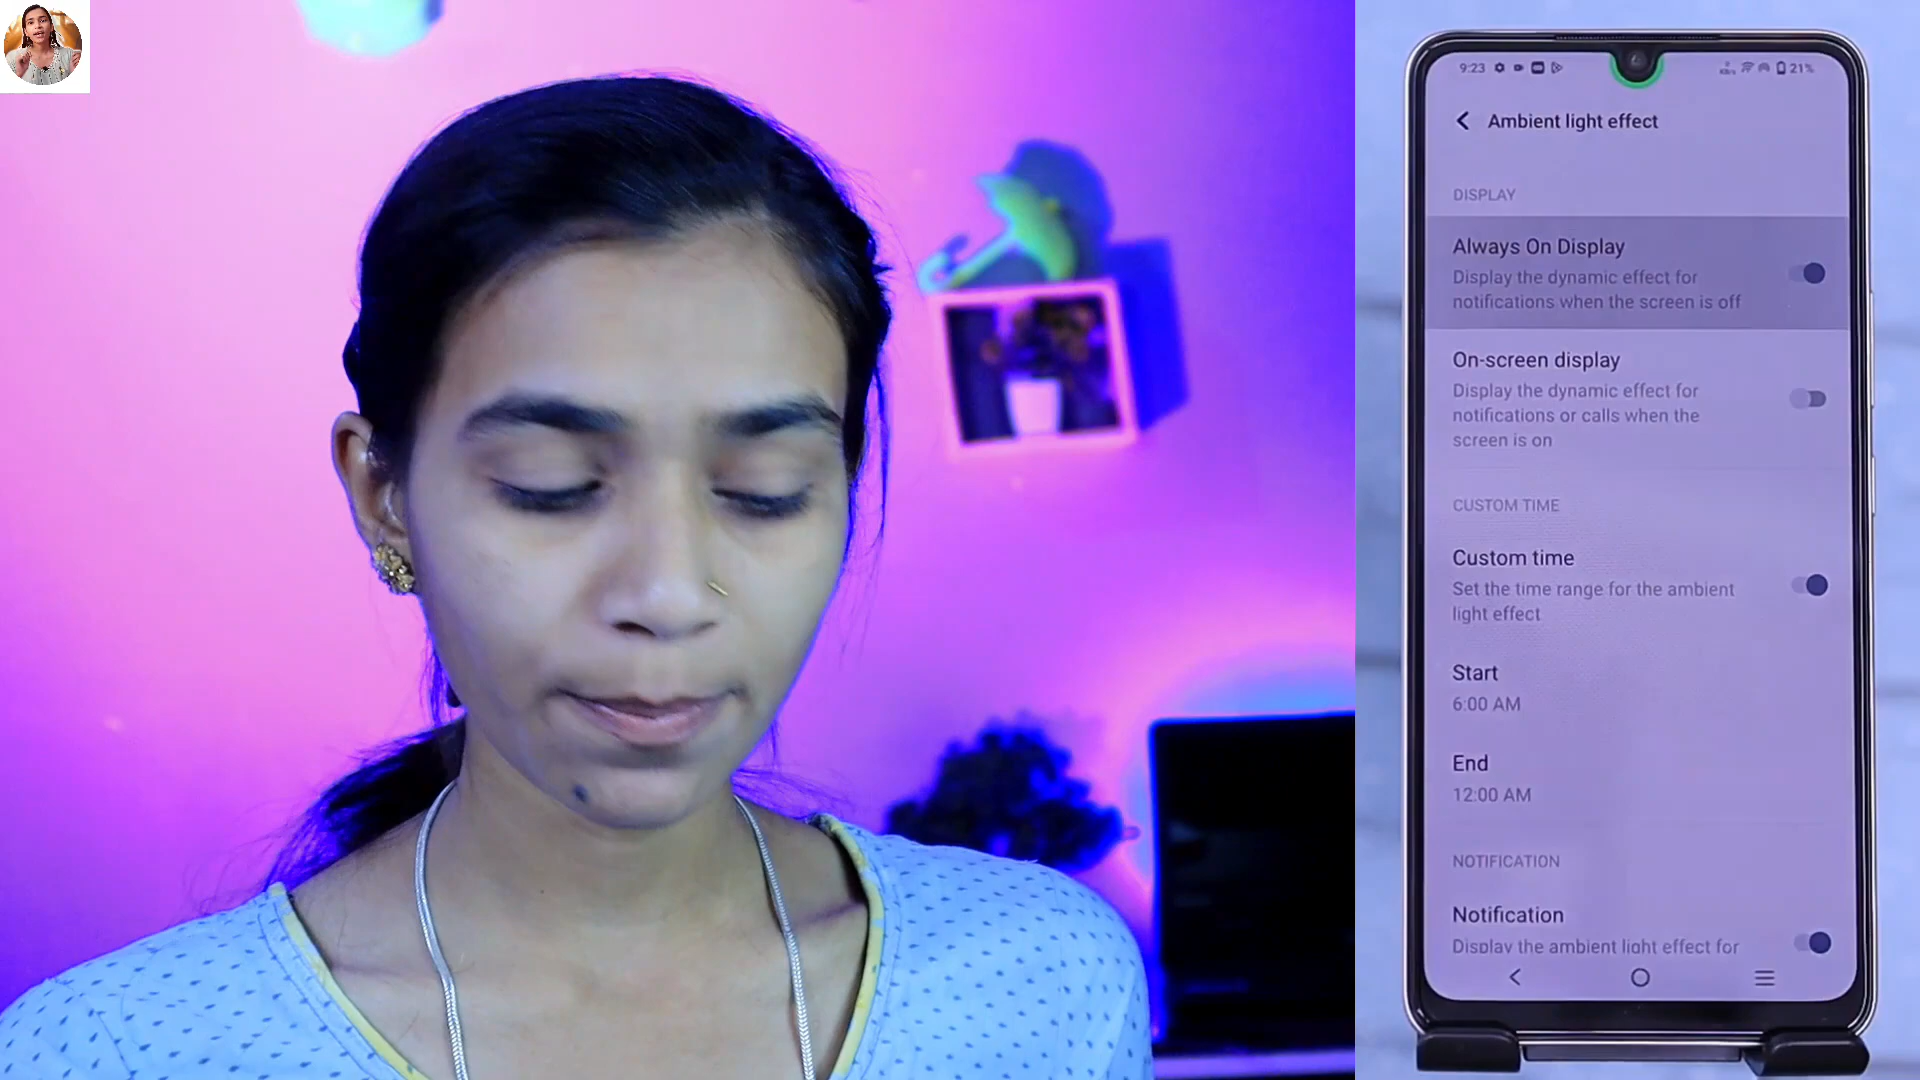 9:23
21%
Ambient light effect
DISPLAY
Always On Display
Display the dynamic effect for
notifications when the screen is off
On-screen display
Display the dynamic effect for
notifications or calls when the
screen is on
CUSTOM TIME
Custom time
Set the time range for the ambient
light effect
Start
6:00 AM
End
12:00 AM
NOTIFICATION
Notification
Display the ambient light effect for